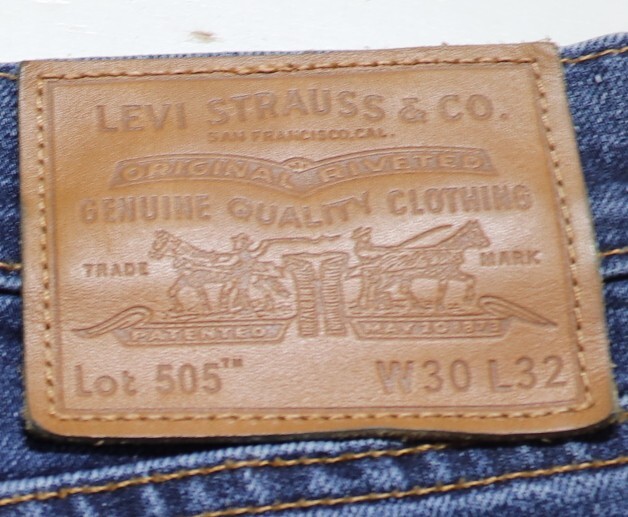 LEVI STRAUSS & CO.
SAN FRANCISCO, CAL.
ORIGINAL RIVETED
GENUINE QUALITY CLOTHING
TRADE MARK
PATENTED MAY 20 1873
Lot 505™ W30 L32